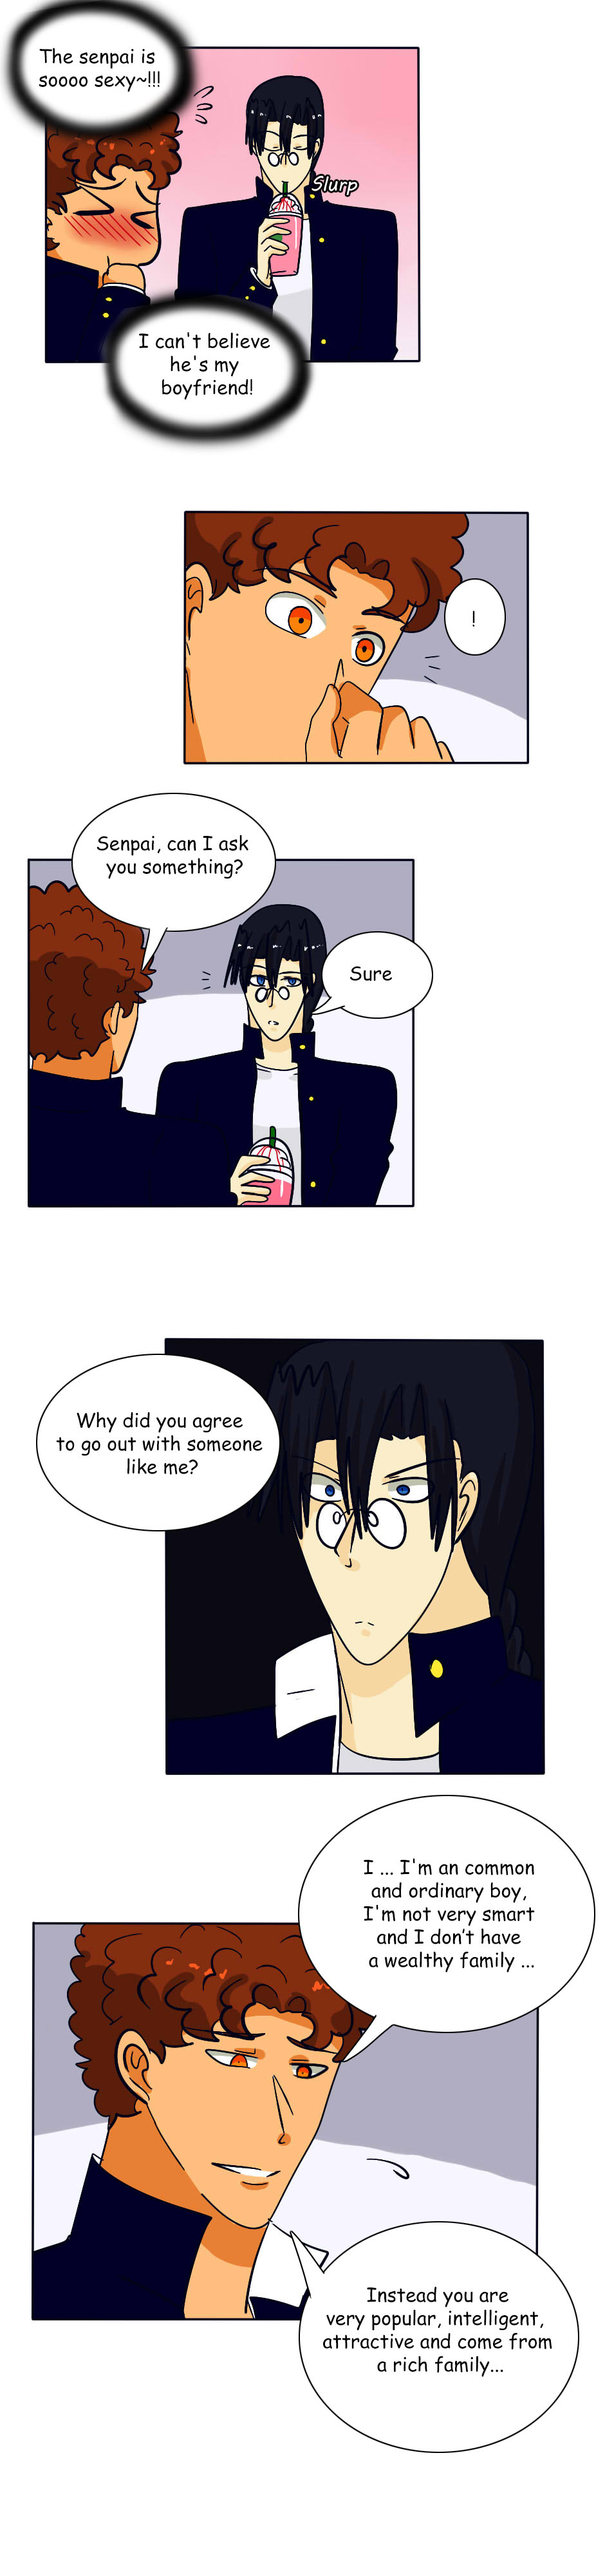 The senpai is
soooo sexy~!!!
Slurp
I can't believe
he's my
boyfriend!
!
Senpai, can I ask
you something?
Sure
Why did you agree
to go out with someone
like me?
I ... I'm an common
and ordinary boy,
I'm not very smart
and I don't have
a wealthy family ...
Instead you are
very popular, intelligent,
attractive and come from
a rich family...